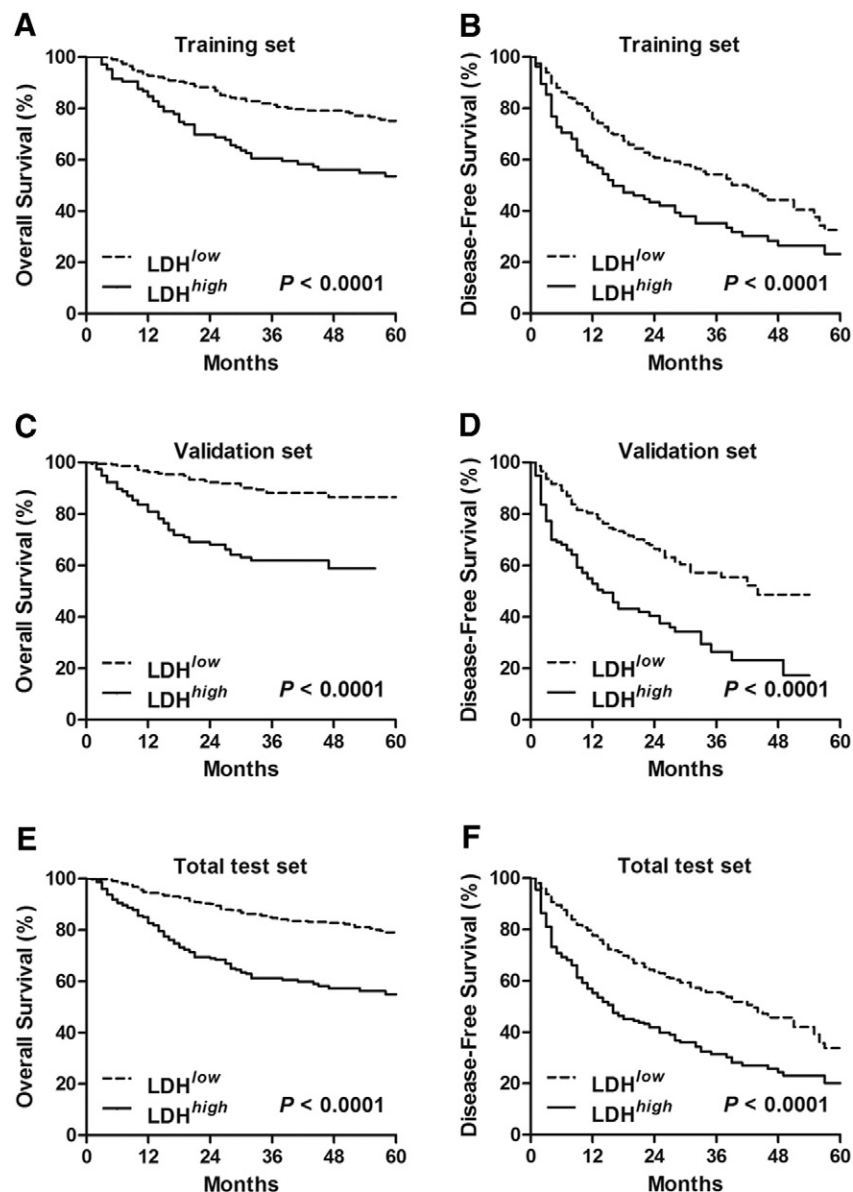 A
Training set
Overall Survival (%)
100
80
60
40
20
0
LDHlow
LDHhigh
P < 0.0001
0 12 24 36 48 60
Months
B
Training set
Disease-Free Survival (%)
100
80
60
40
20
0
LDHlow
LDHhigh
P < 0.0001
0 12 24 36 48 60
Months
C
Validation set
Overall Survival (%)
100
80
60
40
20
0
LDHlow
LDHhigh
P < 0.0001
0 12 24 36 48 60
Months
D
Validation set
Disease-Free Survival (%)
100
80
60
40
20
0
LDHlow
LDHhigh
P < 0.0001
0 12 24 36 48 60
Months
E
Total test set
Overall Survival (%)
100
80
60
40
20
0
LDHlow
LDHhigh
P < 0.0001
0 12 24 36 48 60
Months
F
Total test set
Disease-Free Survival (%)
100
80
60
40
20
0
LDHlow
LDHhigh
P < 0.0001
0 12 24 36 48 60
Months